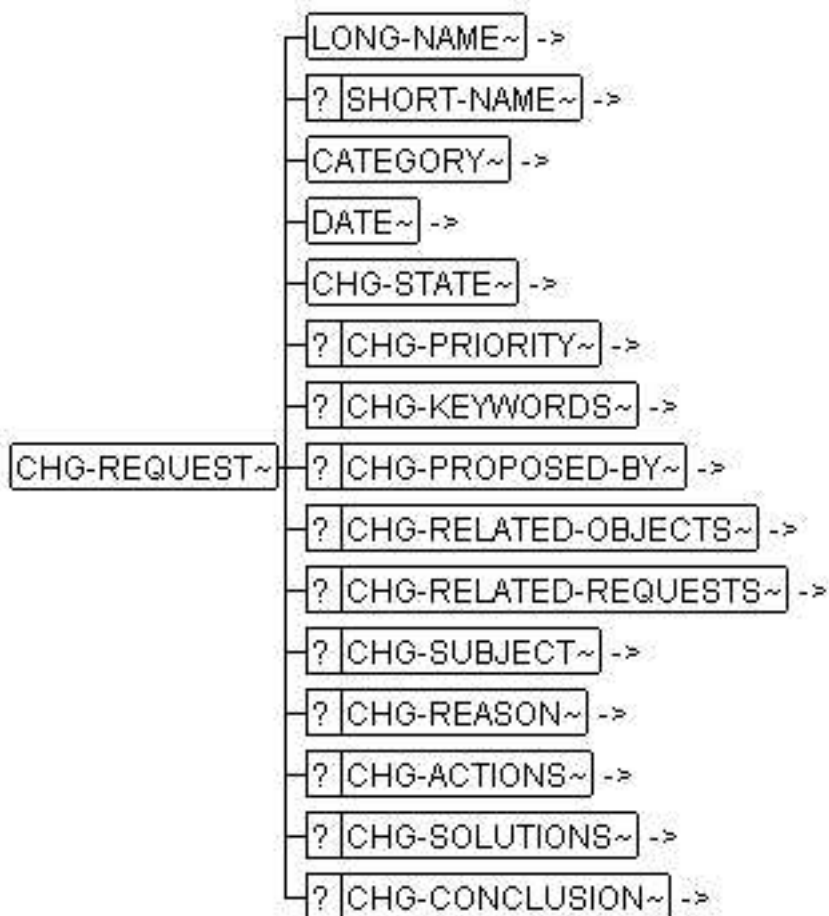 LONG-NAME~ ->
? SHORT-NAME~ ->
CATEGORY~ ->
DATE~ ->
CHG-STATE~ ->
? CHG-PRIORITY~ ->
? CHG-KEYWORDS~ ->
CHG-REQUEST~ ? CHG-PROPOSED-BY~ ->
? CHG-RELATED-OBJECTS~ ->
? CHG-RELATED-REQUESTS~ ->
? CHG-SUBJECT~ ->
? CHG-REASON~ ->
? CHG-ACTIONS~ ->
? CHG-SOLUTIONS~ ->
? CHG-CONCLUSION~ ->